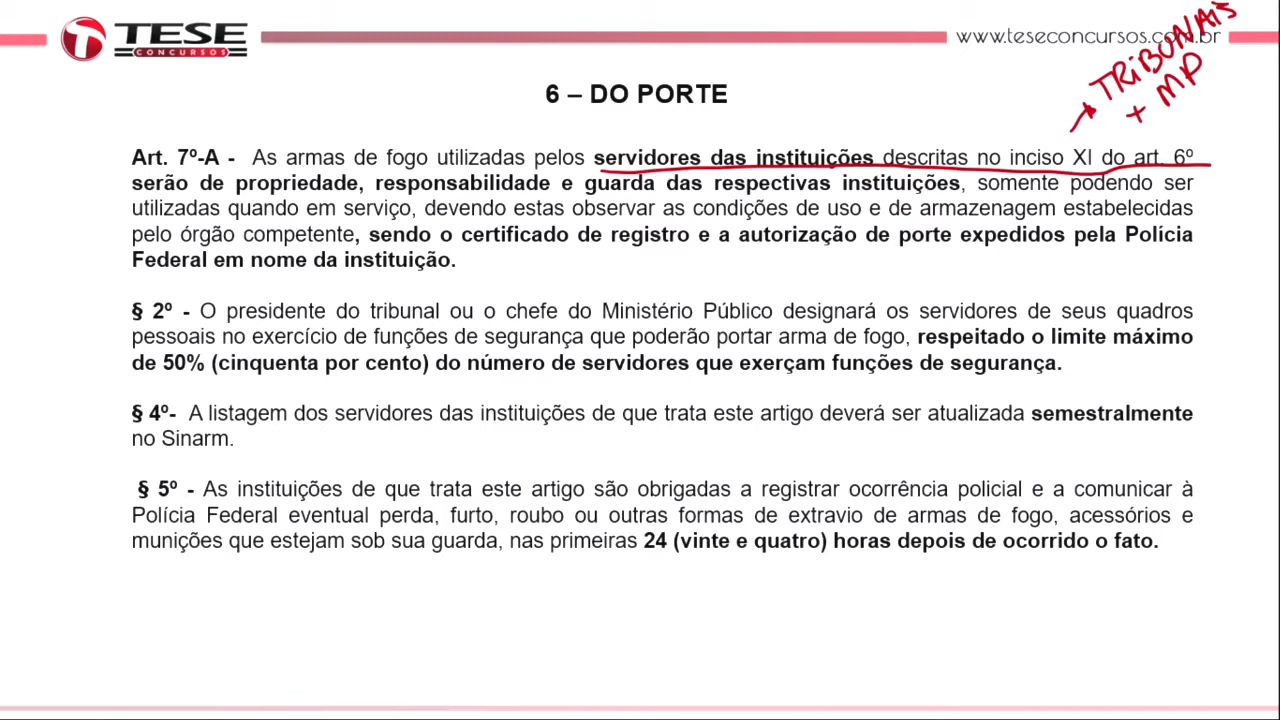 TESE
CONCURSOS
www.teseconcursos.com.br
TRIBUNAIS
+ MP
6 – DO PORTE
Art. 7º-A - As armas de fogo utilizadas pelos servidores das instituições descritas no inciso XI do art. 6º
serão de propriedade, responsabilidade e guarda das respectivas instituições, somente podendo ser
utilizadas quando em serviço, devendo estas observar as condições de uso e de armazenagem estabelecidas
pelo órgão competente, sendo o certificado de registro e a autorização de porte expedidos pela Polícia
Federal em nome da instituição.
§ 2º - O presidente do tribunal ou o chefe do Ministério Público designará os servidores de seus quadros
pessoais no exercício de funções de segurança que poderão portar arma de fogo, respeitado o limite máximo
de 50% (cinquenta por cento) do número de servidores que exerçam funções de segurança.
§ 4º- A listagem dos servidores das instituições de que trata este artigo deverá ser atualizada semestralmente
no Sinarm.
§ 5º - As instituições de que trata este artigo são obrigadas a registrar ocorrência policial e a comunicar à
Polícia Federal eventual perda, furto, roubo ou outras formas de extravio de armas de fogo, acessórios e
munições que estejam sob sua guarda, nas primeiras 24 (vinte e quatro) horas depois de ocorrido o fato.